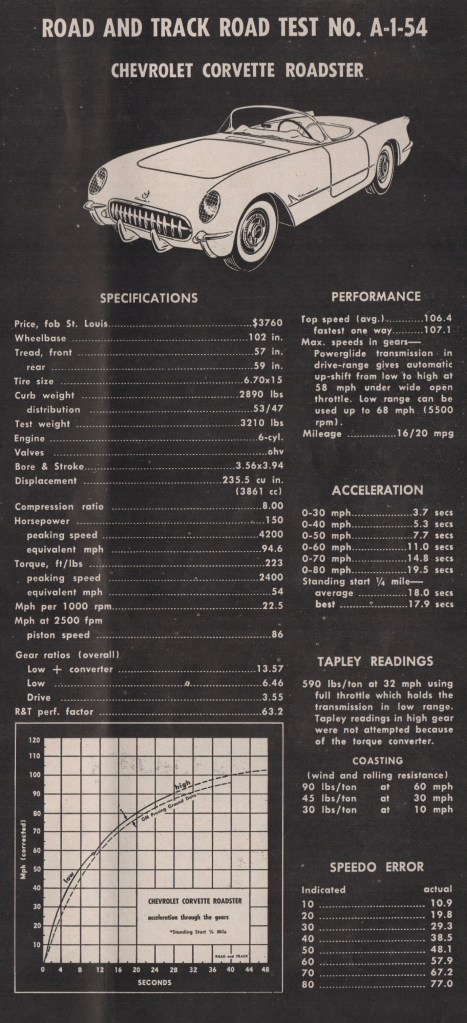 ROAD AND TRACK ROAD TEST NO. A-1-54
CHEVROLET CORVETTE ROADSTER
SPECIFICATIONS
Price, fob St. Louis..........$3760
Wheelbase ..........102 in.
Tread, front ..........57 in.
rear ..........59 in.
Tire size ..........6.70x15
Curb weight ..........2890 lbs
distribution ..........53/47
Test weight ..........3210 lbs
Engine ..........6-cyl.
Valves ..........ohv
Bore & Stroke..........3.56x3.94
Displacement ..........235.5 cu in.
(3861 cc)
Compression ratio ..........8.00
Horsepower ..........150
peaking speed ..........4200
equivalent mph ..........94.6
Torque, ft/lbs ..........223
peaking speed ..........2400
equivalent mph ..........54
Mph per 1000 rpm..........22.5
Mph at 2500 fpm
piston speed ..........86
Gear ratios (overall)
Low + converter ..........13.57
Low ..........6.46
Drive ..........3.55
R&T perf. factor ..........63.2
PERFORMANCE
Top speed (avg.)..........106.4
fastest one way..........107.1
Max. speeds in gears—
Powerglide transmission in
drive-range gives automatic
up-shift from low to high at
58 mph under wide open
throttle. Low range can be
used up to 68 mph (5500
rpm).
Mileage ..........16/20 mpg
ACCELERATION
0-30 mph..........3.7 secs
0-40 mph..........5.3 secs
0-50 mph..........7.7 secs
0-60 mph..........11.0 secs
0-70 mph..........14.8 secs
0-80 mph..........19.5 secs
Standing start ¼ mile—
average ..........18.0 secs
best ..........17.9 secs
TAPLEY READINGS
590 lbs/ton at 32 mph using
full throttle which holds the
transmission in low range.
Tapley readings in high gear
were not attempted because
of the torque converter.
COASTING
(wind and rolling resistance)
90 lbs/ton at 60 mph
45 lbs/ton at 30 mph
30 lbs/ton at 10 mph
SPEEDO ERROR
Indicated actual
10 ..........10.9
20 ..........19.8
30 ..........29.3
40 ..........38.5
50 ..........48.1
60 ..........57.9
70 ..........67.2
80 ..........77.0
120
110
100
90
80
70
60
50
40
30
20
10
Mph (corrected)
low
high
GM Proving Ground Data
CHEVROLET CORVETTE ROADSTER
acceleration through the gears
*Standing Start ¼ Mile
ROAD and TRACK
0 4 8 12 16 20 24 28 32 36 40 44 48
SECONDS